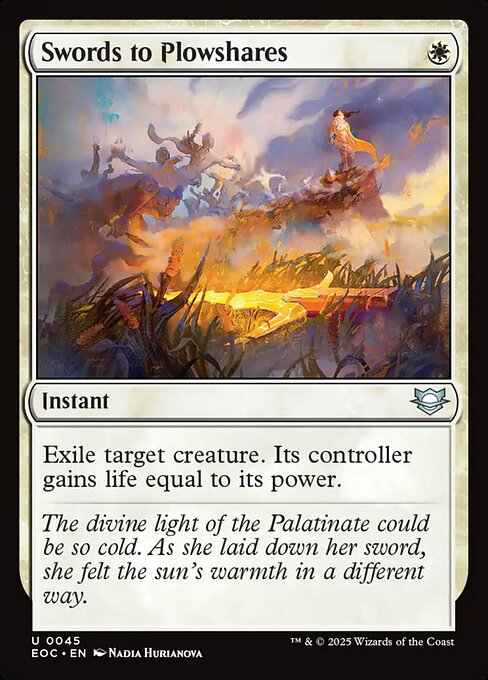 Swords to Plowshares
Instant
Exile target creature. Its controller
gains life equal to its power.
The divine light of the Palatinate could
be so cold. As she laid down her sword,
she felt the sun's warmth in a different
way.
U 0045
EOC • EN Nadia Hurianova
™ & © 2025 Wizards of the Coast